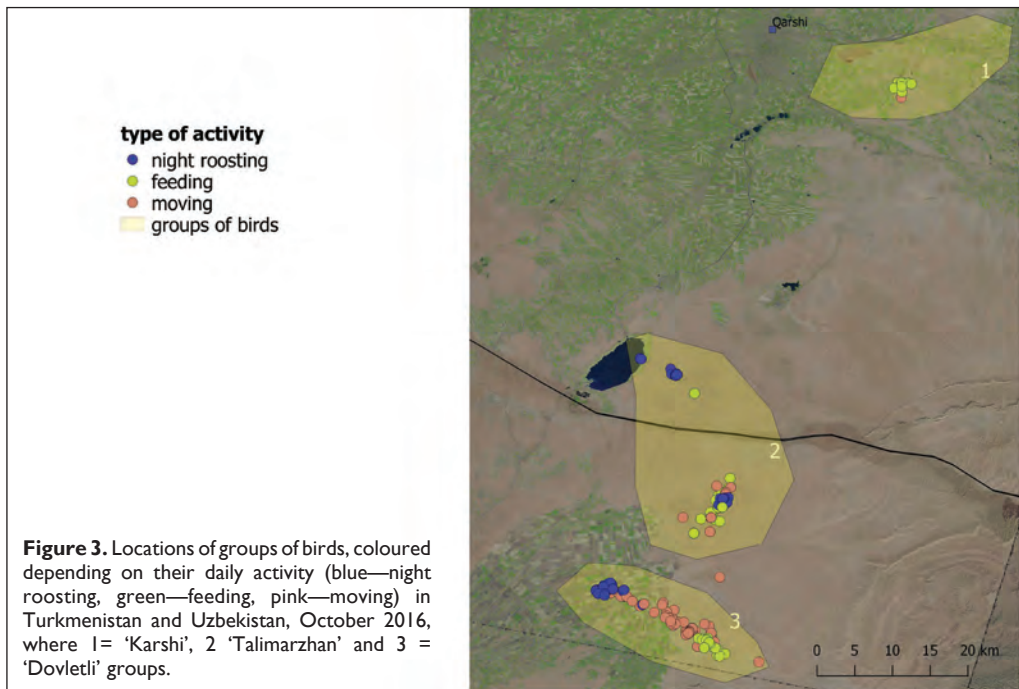 Qarshi
1
type of activity
night roosting
feeding
moving
groups of birds
2
3
Figure 3. Locations of groups of birds, coloured
depending on their daily activity (blue—night
roosting, green—feeding, pink—moving) in
Turkmenistan and Uzbekistan, October 2016,
where 1= ‘Karshi’, 2 ‘Talimarzhan’ and 3 =
‘Dovletli’ groups.
0 5 10 15 20 km